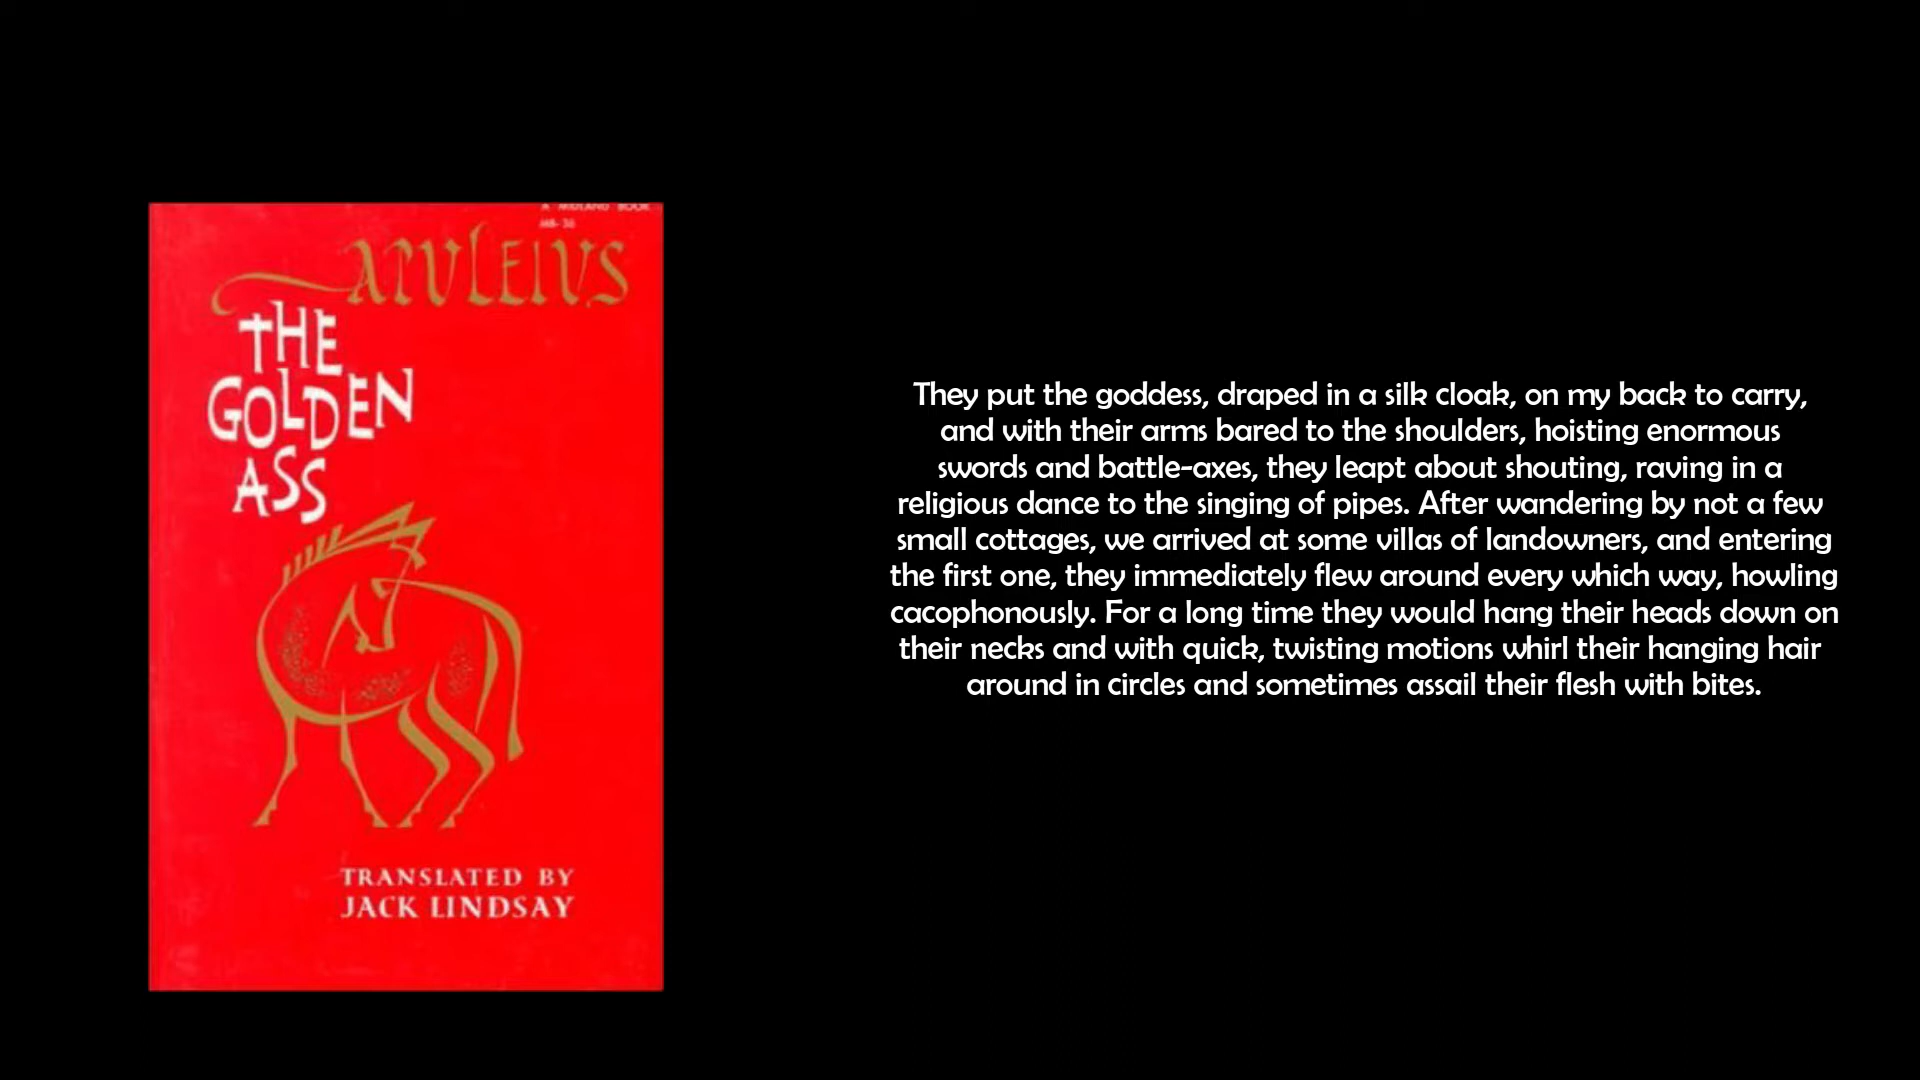 A MIDLAND BOOK
MB-36
APVLEIVS
THE
GOLDEN
ASS
TRANSLATED BY
JACK LINDSAY
They put the goddess, draped in a silk cloak, on my back to carry,
and with their arms bared to the shoulders, hoisting enormous
swords and battle-axes, they leapt about shouting, raving in a
religious dance to the singing of pipes. After wandering by not a few
small cottages, we arrived at some villas of landowners, and entering
the first one, they immediately flew around every which way, howling
cacophonously. For a long time they would hang their heads down on
their necks and with quick, twisting motions whirl their hanging hair
around in circles and sometimes assail their flesh with bites.